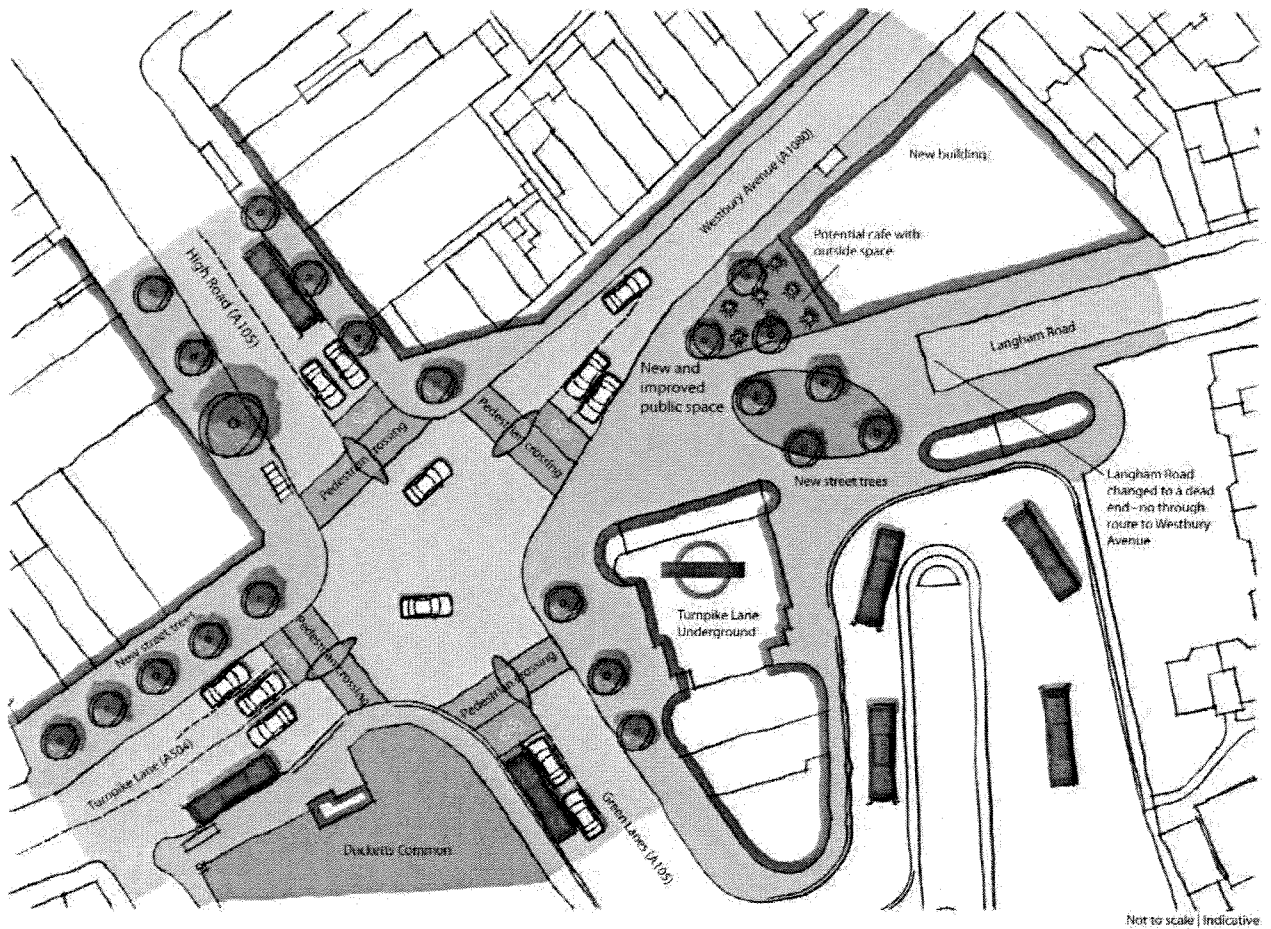 New building
Westbury Avenue (A1080)
Potential cafe with
outside space
High Road (A105)
Langham Road
New and
improved
public space
Pedestrian crossing
Pedestrian crossing
New street trees
Langham Road
changed to a dead
end - no through
route to Westbury
Avenue
Turnpike Lane
Underground
New street trees
Pedestrian crossing
Pedestrian crossing
Turnpike Lane (A504)
Green Lanes (A105)
Ducketts Common
Not to scale | Indicative